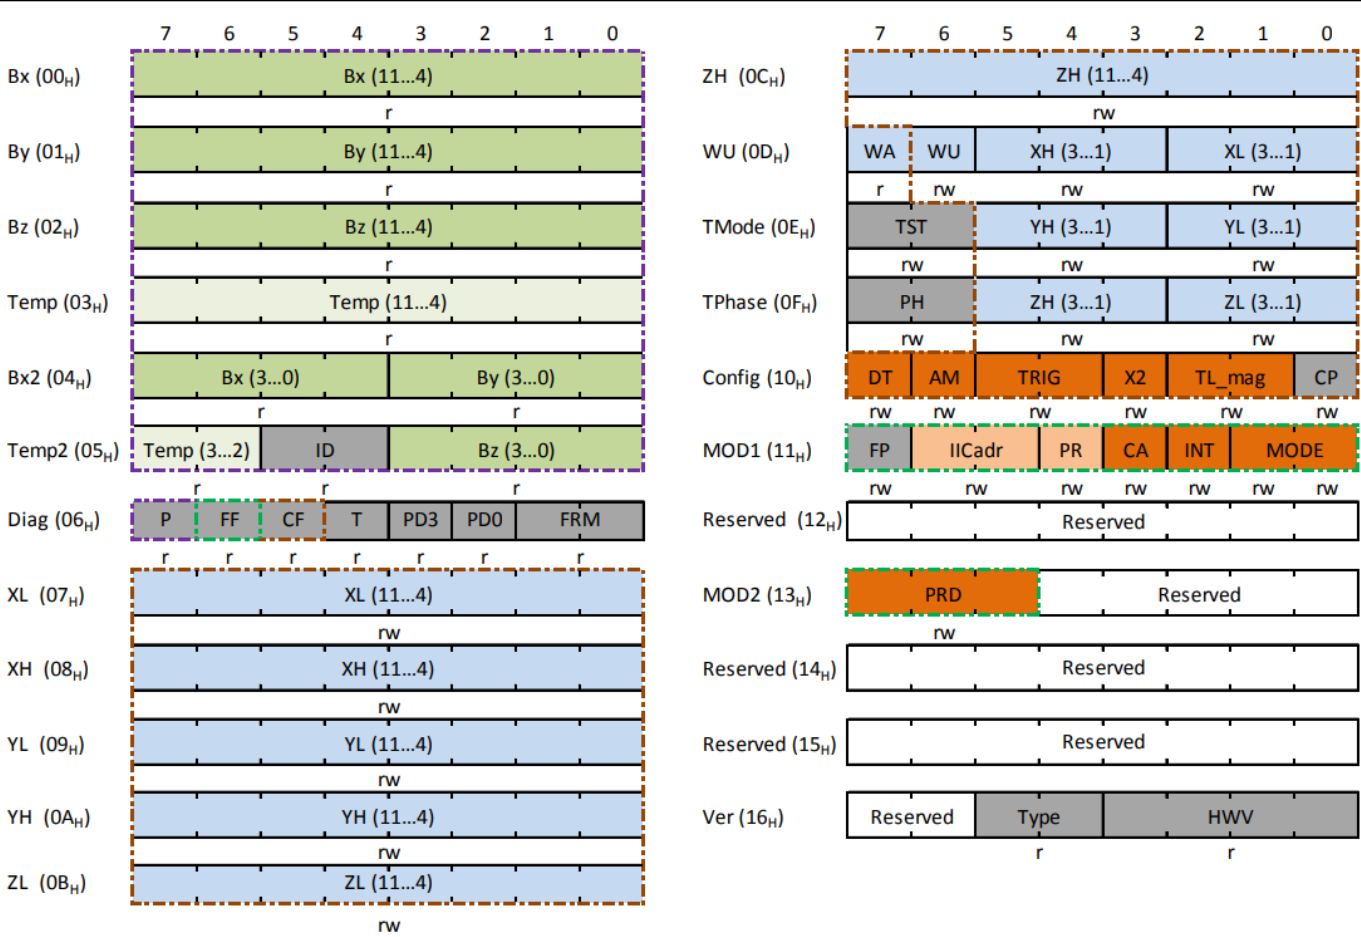 7 6 5 4 3 2 1 0
Bx (00H) Bx (11...4)
r
By (01H) By (11...4)
r
Bz (02H) Bz (11...4)
r
Temp (03H) Temp (11...4)
r
Bx2 (04H) Bx (3...0) By (3...0)
r r
Temp2 (05H) Temp (3...2) ID Bz (3...0)
r r r
Diag (06H) P FF CF T PD3 PD0 FRM
r r r r r r r
XL (07H) XL (11...4)
rw
XH (08H) XH (11...4)
rw
YL (09H) YL (11...4)
rw
YH (0AH) YH (11...4)
rw
ZL (0BH) ZL (11...4)
rw
7 6 5 4 3 2 1 0
ZH (0CH) ZH (11...4)
rw
WU (0DH) WA WU XH (3...1) XL (3...1)
r rw rw rw
TMode (0EH) TST YH (3...1) YL (3...1)
rw rw rw
TPhase (0FH) PH ZH (3...1) ZL (3...1)
rw rw rw
Config (10H) DT AM TRIG X2 TL_mag CP
rw rw rw rw rw rw
MOD1 (11H) FP IICadr PR CA INT MODE
rw rw rw rw rw rw rw
Reserved (12H) Reserved
MOD2 (13H) PRD Reserved
rw
Reserved (14H) Reserved
Reserved (15H) Reserved
Ver (16H) Reserved Type HWV
r r